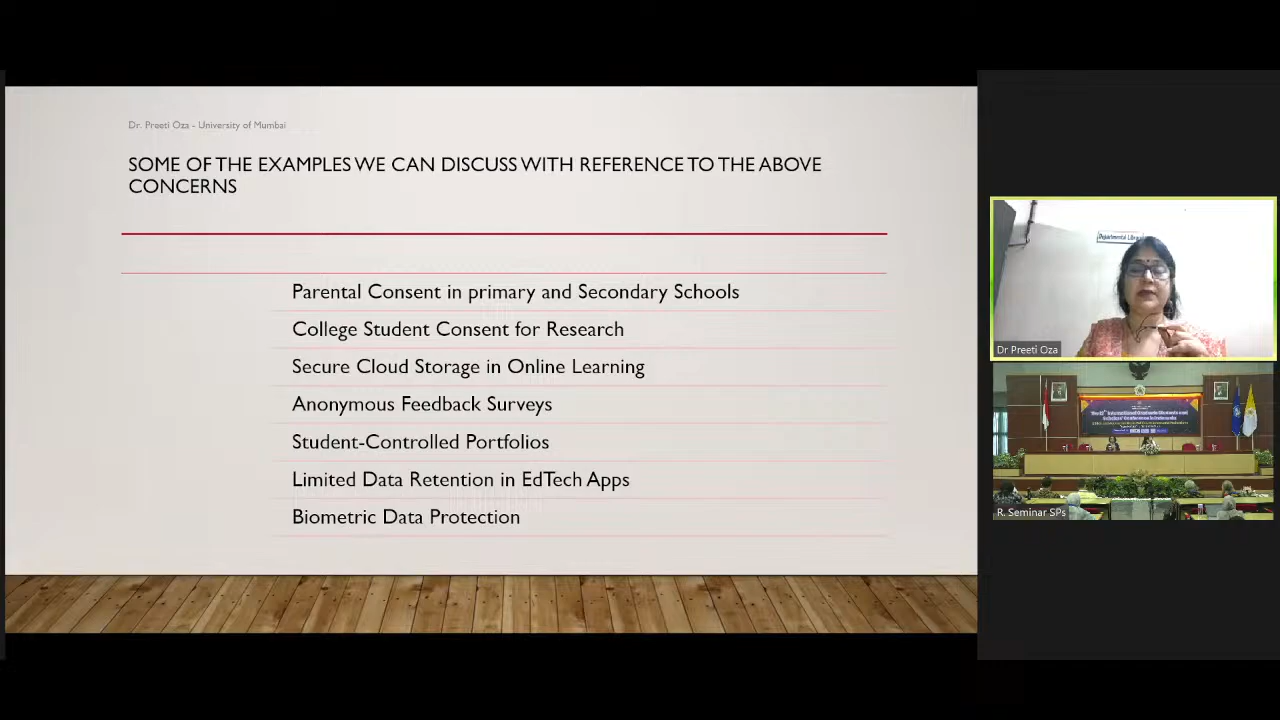 Dr. Preeti Oza - University of Mumbai
SOME OF THE EXAMPLES WE CAN DISCUSS WITH REFERENCE TO THE ABOVE
CONCERNS
Parental Consent in primary and Secondary Schools
College Student Consent for Research
Secure Cloud Storage in Online Learning
Anonymous Feedback Surveys
Student-Controlled Portfolios
Limited Data Retention in EdTech Apps
Biometric Data Protection
Departmental
Dr Preeti Oza
R. Seminar SPs